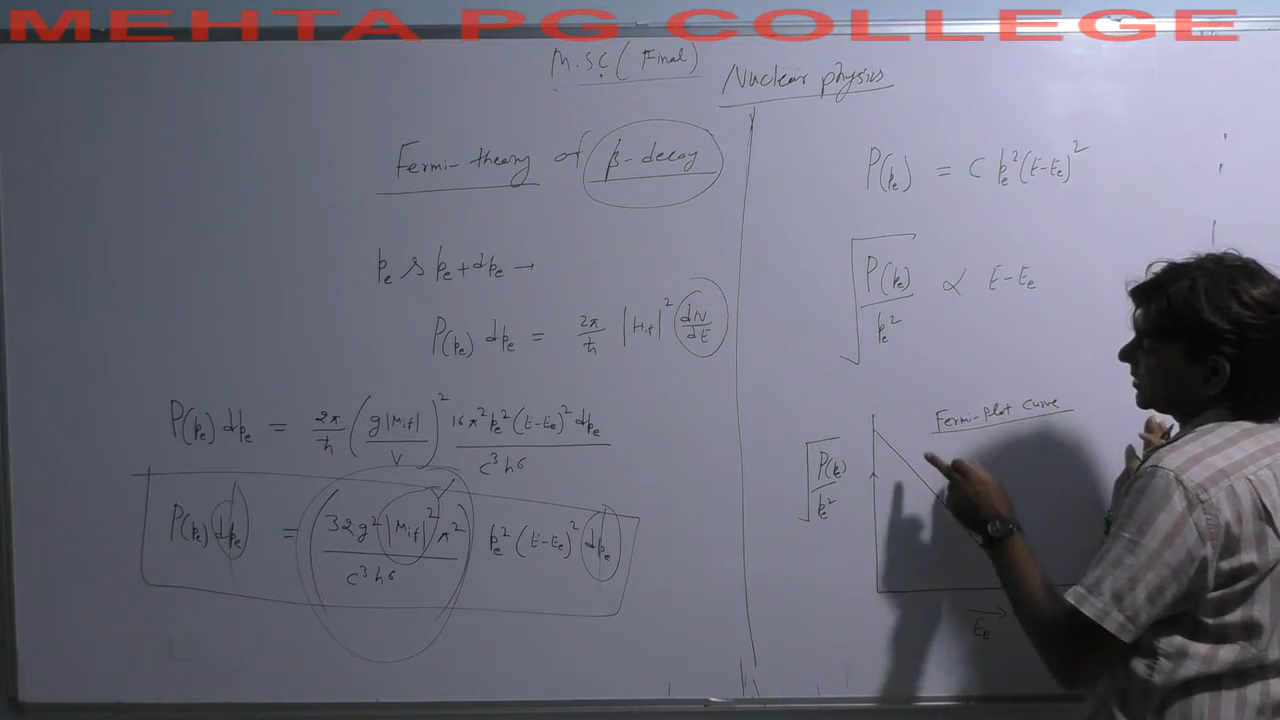 MEHTA PG COLLEGE
M.SC (Final)
Nuclear physics
Fermi-theory of β-decay
pe & pe+dpe →
P(pe) dpe = 2π/ħ |Hif|² dN/dE
P(pe) dpe = 2π/ħ (g|Mif|/V)² 16π²pe²(E-Ee)²dpe/c³h⁶
P(pe) dpe = (32g²|Mif|²π²/c³h⁶) pe²(E-Ee)² dpe
P(pe) = C pe²(E-Ee)²
√P(pe)/pe² ∝ E-Ee
Fermi-Plot curve
√P(pe)/pe²
Ee